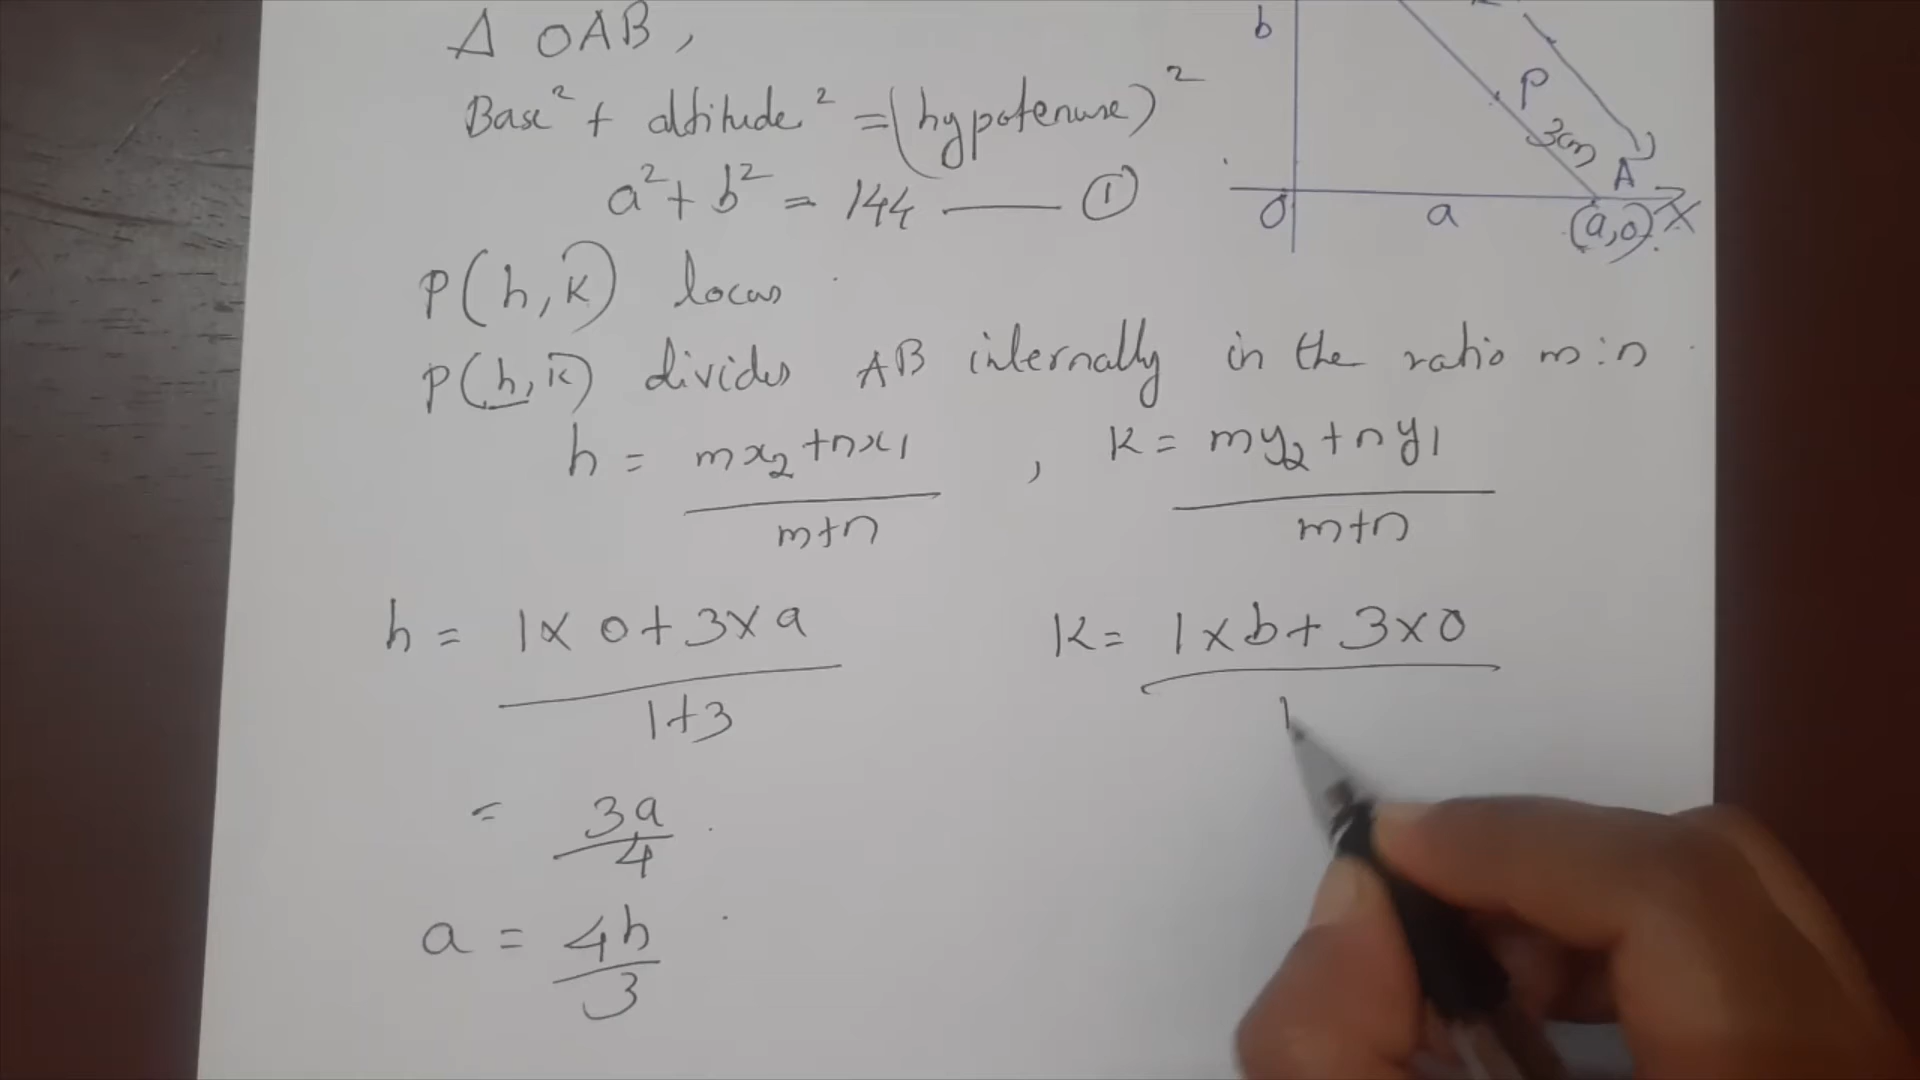 Δ OAB,
Base² + altitude² = (hypotenuse)²
a² + b² = 144 —— ①
P(h, k) locus
P(h, k) divides AB internally in the ratio m:n
h = mx₂ + nx₁ / m+n , k = my₂ + ny₁ / m+n
h = 1 x 0 + 3 x a / 1+3
= 3a / 4
a = 4h / 3
k = 1 x b + 3 x 0 / 1
b
P
3cm
A
O
a
(a,0)
X